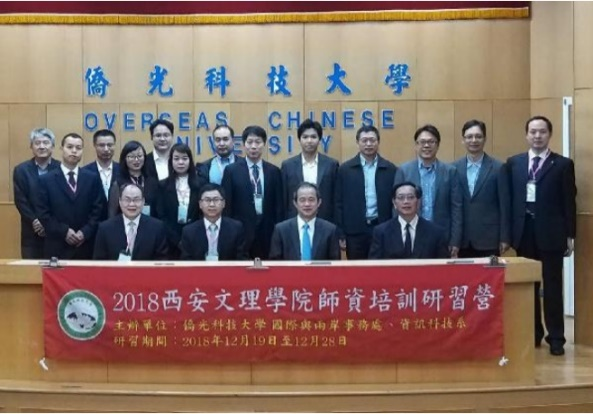 僑光科技大學
OVERSEAS CHINESE
UNIVERSITY
2018西安文理學院師資培訓研習營
主辦單位：僑光科技大學 國際與兩岸事務處、資訊科技系
研習期間：2018年12月19日至12月28日